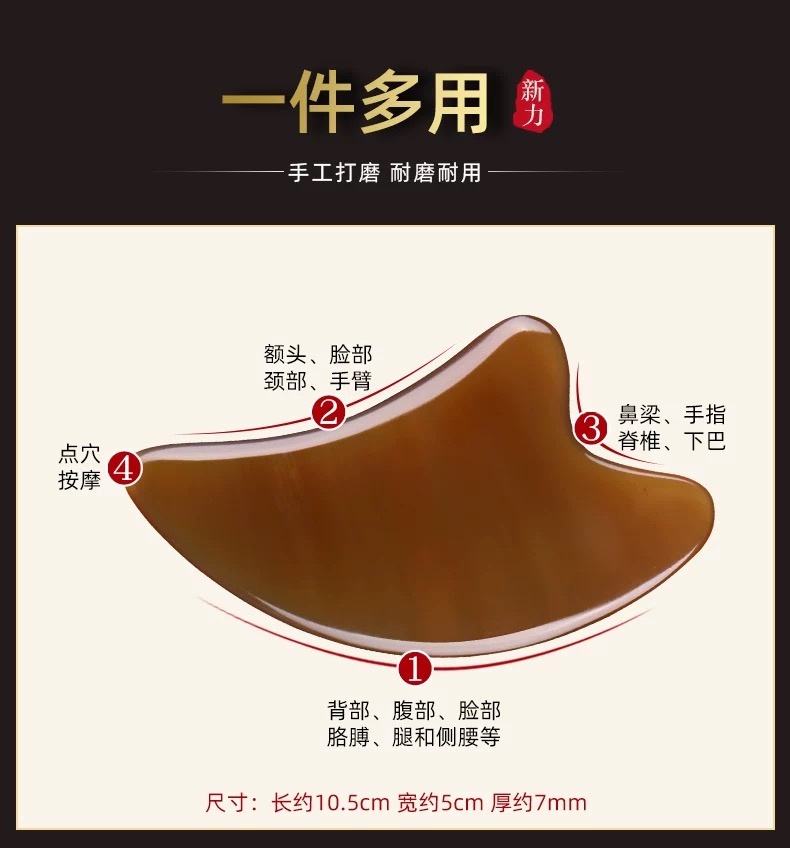 一件多用
新力
手工打磨 耐磨耐用
额头、脸部
颈部、手臂
2
鼻梁、手指
脊椎、下巴
3
点穴
按摩
4
1
背部、腹部、脸部
胳膊、腿和侧腰等
尺寸：长约10.5cm 宽约5cm 厚约7mm